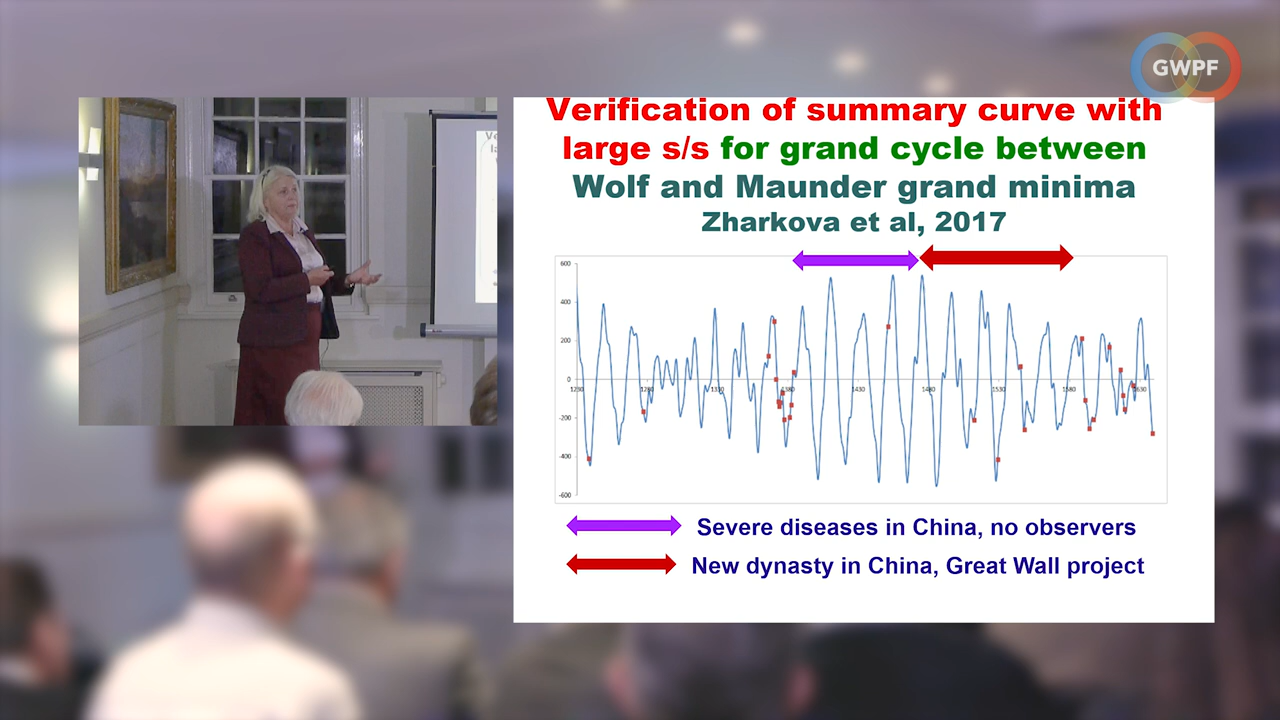 GWPF
Verification of summary curve with
large s/s for grand cycle between
Wolf and Maunder grand minima
Zharkova et al, 2017
600
400
200
0
-200
-400
-600
1230 1280 1330 1380 1430 1480 1530 1580 1630
Severe diseases in China, no observers
New dynasty in China, Great Wall project